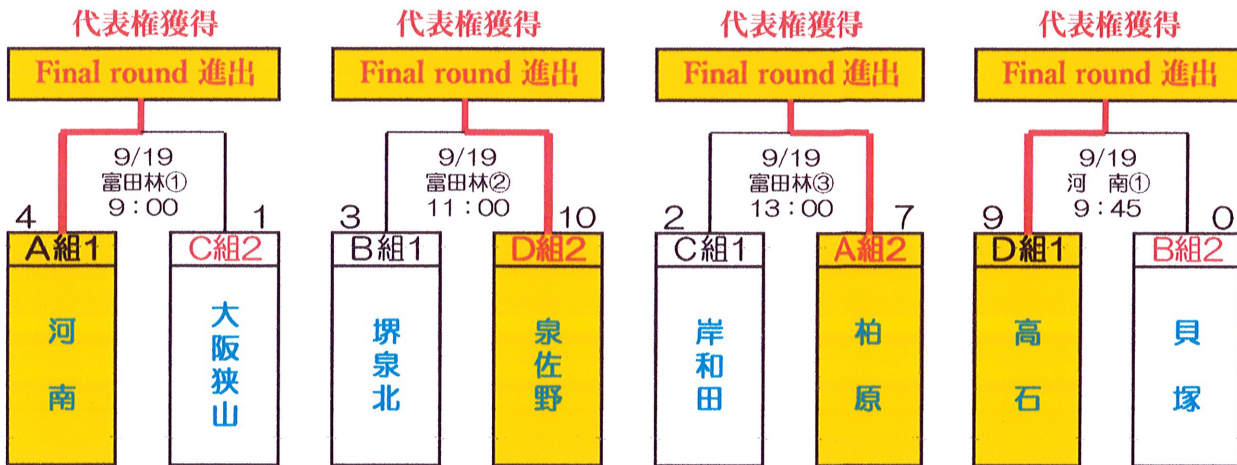 代表権獲得
Final round 進出
9/19
富田林①
9:00
4
1
A組1
C組2
河南
大阪狭山
代表権獲得
Final round 進出
9/19
富田林②
11:00
3
10
B組1
D組2
堺泉北
泉佐野
代表権獲得
Final round 進出
9/19
富田林③
13:00
2
7
C組1
A組2
岸和田
柏原
代表権獲得
Final round 進出
9/19
河 南①
9:45
9
0
D組1
B組2
高石
貝塚